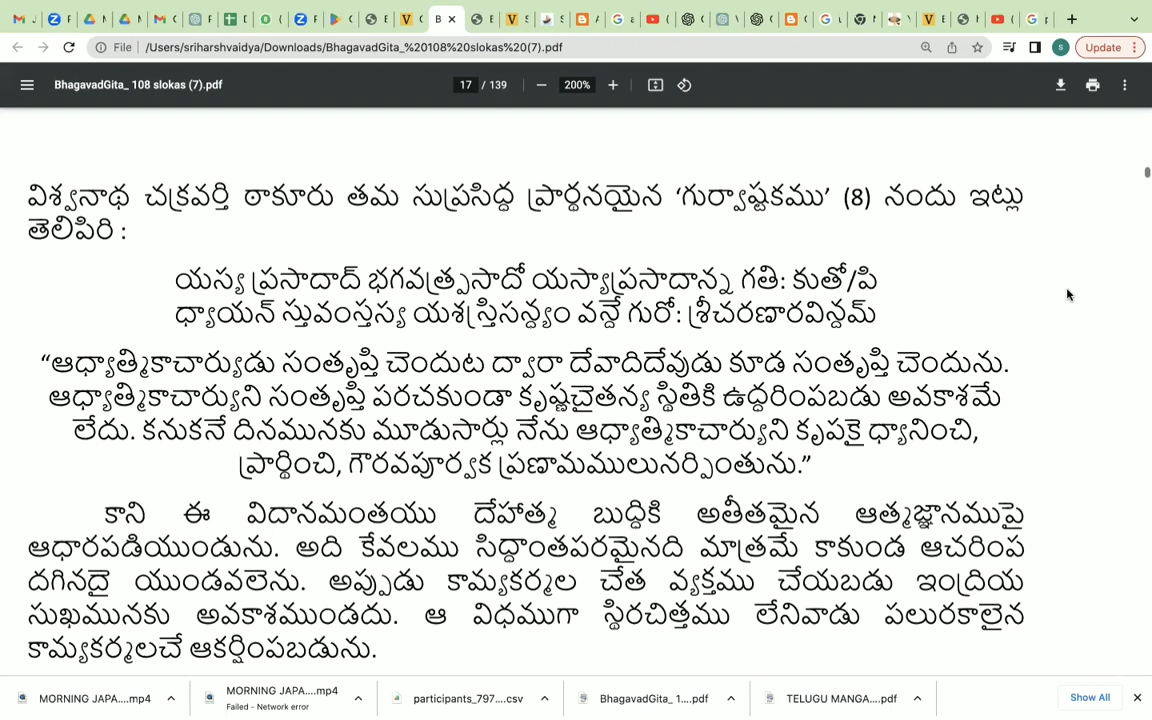 File /Users/sriharshvaidya/Downloads/BhagavadGita_%20108%20slokas%20(7).pdf
Update
BhagavadGita_ 108 slokas (7).pdf
17 / 139
200%
విశ్వనాథ చక్రవర్తి ఠాకూరు తమ సుప్రసిద్ధ ప్రార్థనయైన ‘గుర్వాష్టకము’ (8) నందు ఇట్లు
తెలిపిరి :
యస్య ప్రసాదాద్ భగవత్ప్రసాదో యస్యాప్రసాదాన్న గతి: కుతో/పి
ధ్యాయన్ స్తువంస్తస్య యశస్త్రిసన్ధ్యం వన్దే గురో: శ్రీచరణారవిన్దమ్
“ఆధ్యాత్మికాచార్యుడు సంతృప్తి చెందుట ద్వారా దేవాదిదేవుడు కూడ సంతృప్తి చెందును.
ఆధ్యాత్మికాచార్యుని సంతృప్తి పరచకుండా కృష్ణచైతన్య స్థితికి ఉద్ధరింపబడు అవకాశమే
లేదు. కనుకనే దినమునకు మూడుసార్లు నేను ఆధ్యాత్మికాచార్యుని కృపకై ధ్యానించి,
ప్రార్థించి, గౌరవపూర్వక ప్రణామములునర్పింతును.”
కాని ఈ విదానమంతయు దేహాత్మ బుద్ధికి అతీతమైన ఆత్మజ్ఞానముపై
ఆధారపడియుండును. అది కేవలము సిద్ధాంతపరమైనది మాత్రమే కాకుండ ఆచరింప
దగినదై యుండవలెను. అప్పుడు కామ్యకర్మల చేత వ్యక్తము చేయబడు ఇంద్రియ
సుఖమునకు అవకాశముండదు. ఆ విధముగా స్థిరచిత్తము లేనివాడు పలురకాలైన
కామ్యకర్మలచే ఆకర్షింపబడును.
MORNING JAPA....mp4
MORNING JAPA....mp4
Failed - Network error
participants_797....csv
BhagavadGita_ 1....pdf
TELUGU MANGA....pdf
Show All